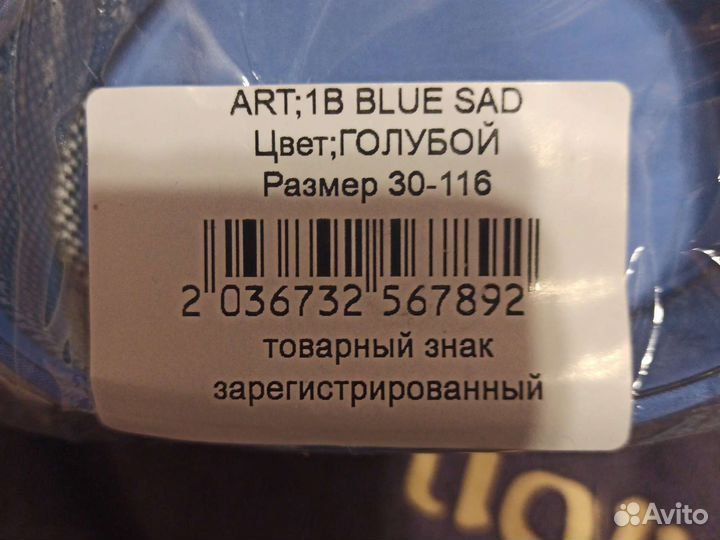 ART;1B BLUE SAD
Цвет;ГОЛУБОЙ
Размер 30-116
2 036732 567892
товарный знак
зарегистрированный
Avito